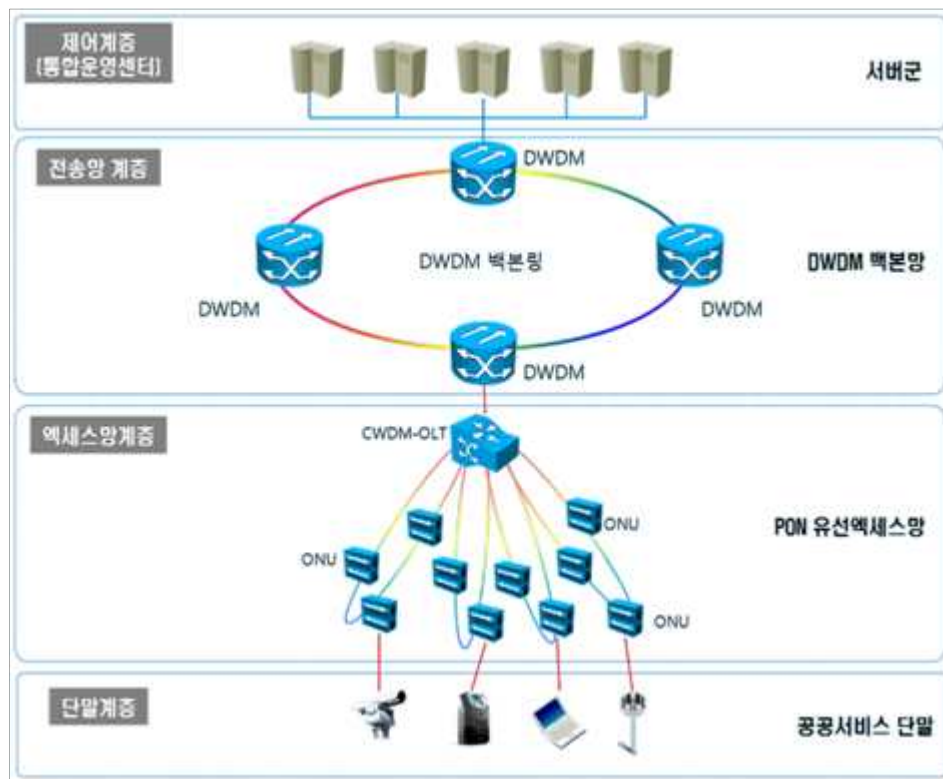 제어계층
(통합운영센터)
서버군
전송망 계층
DWDM
DWDM 백본링
DWDM 백본망
DWDM
DWDM
DWDM
엑세스망계층
CWDM-OLT
ONU
PON 유선엑세스망
ONU
ONU
단말계층
공공서비스 단말